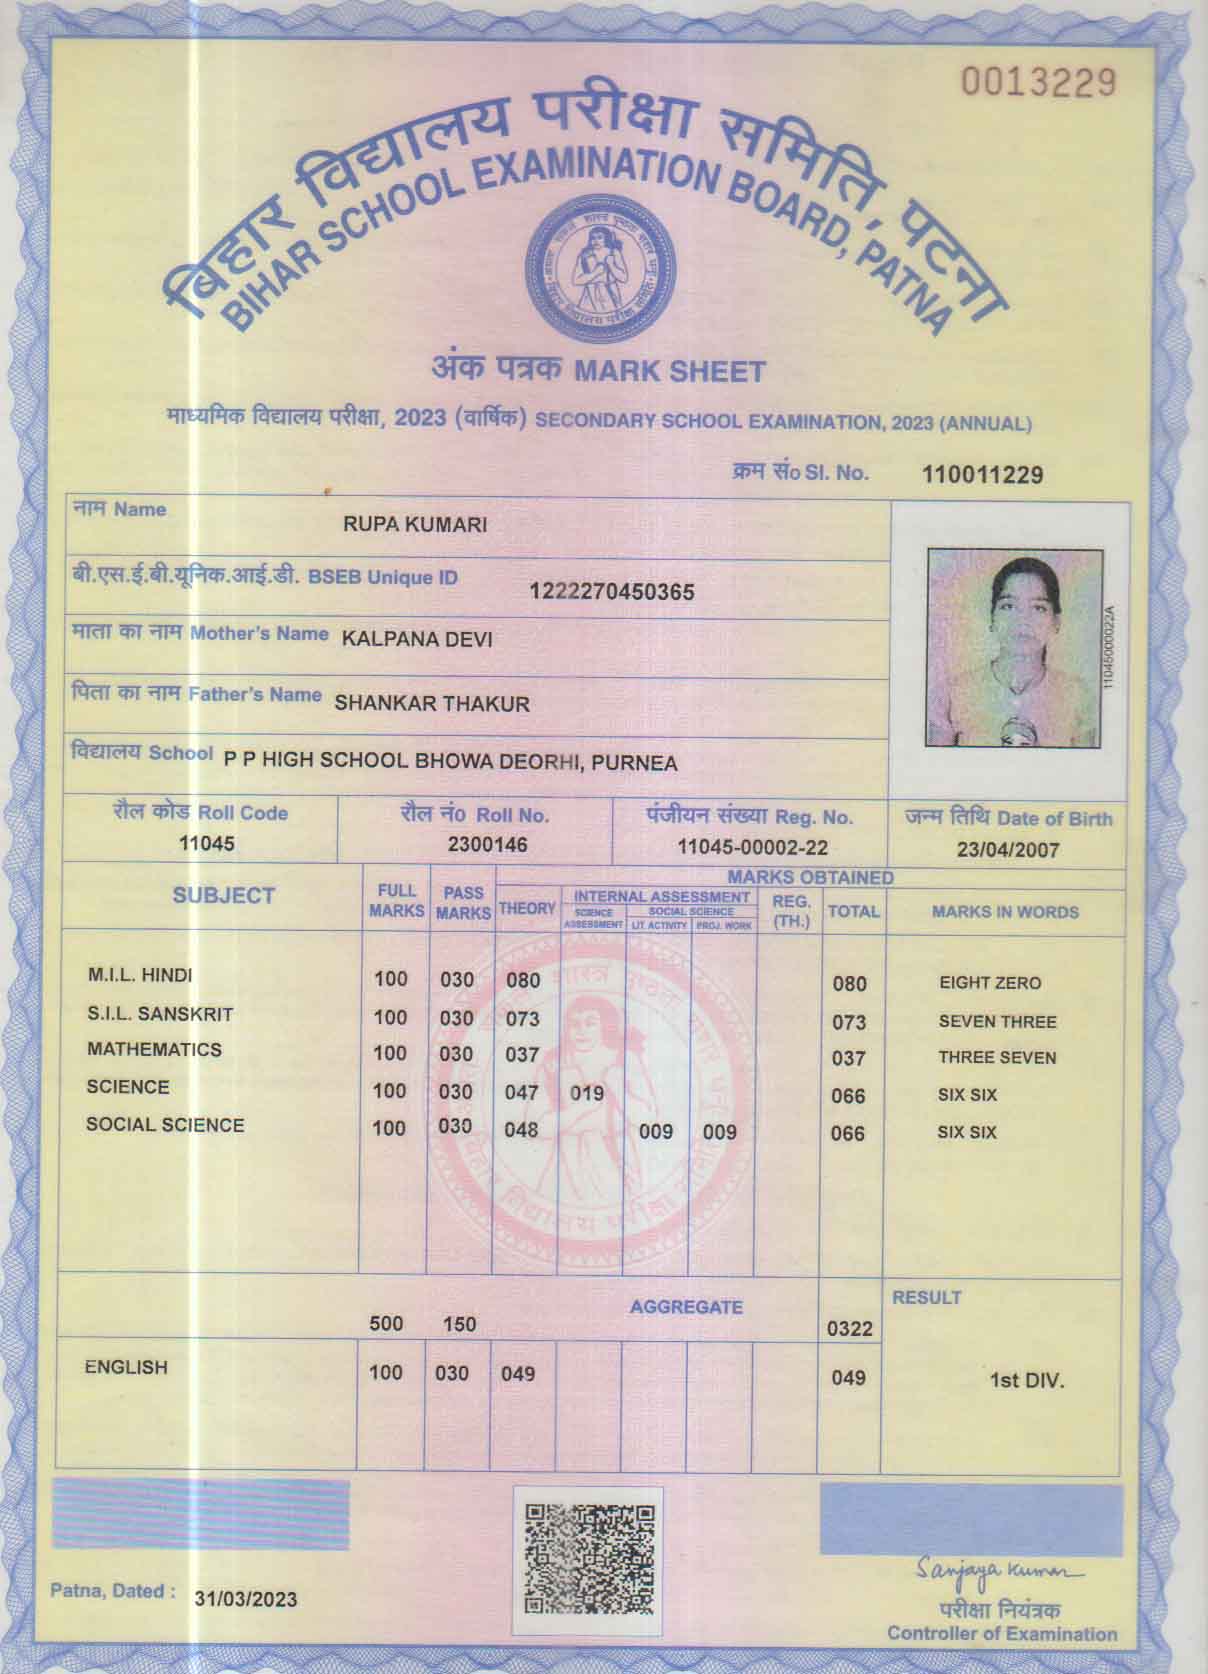 0013229
बिहार विद्यालय परीक्षा समिति, पटना
BIHAR SCHOOL EXAMINATION BOARD, PATNA
अंक पत्रक MARK SHEET
माध्यमिक विद्यालय परीक्षा, 2023 (वार्षिक) SECONDARY SCHOOL EXAMINATION, 2023 (ANNUAL)
क्रम सं० Sl. No. 110011229
नाम Name RUPA KUMARI
बी.एस.ई.बी.यूनिक.आई.डी. BSEB Unique ID 1222270450365
माता का नाम Mother's Name KALPANA DEVI
पिता का नाम Father's Name SHANKAR THAKUR
विद्यालय School P P HIGH SCHOOL BHOWA DEORHI, PURNEA
11045000022A
रौल कोड Roll Code रौल नं० Roll No. पंजीयन संख्या Reg. No. जन्म तिथि Date of Birth
11045 2300146 11045-00002-22 23/04/2007
SUBJECT FULL MARKS PASS MARKS MARKS OBTAINED
THEORY INTERNAL ASSESSMENT REG. (TH.) TOTAL MARKS IN WORDS
SCIENCE ASSESSMENT SOCIAL SCIENCE
LIT. ACTIVITY PROJ. WORK
M.I.L. HINDI 100 030 080 080 EIGHT ZERO
S.I.L. SANSKRIT 100 030 073 073 SEVEN THREE
MATHEMATICS 100 030 037 037 THREE SEVEN
SCIENCE 100 030 047 019 066 SIX SIX
SOCIAL SCIENCE 100 030 048 009 009 066 SIX SIX
500 150 AGGREGATE 0322 RESULT
ENGLISH 100 030 049 049 1st DIV.
Patna, Dated : 31/03/2023
Sanjaya Kumar
परीक्षा नियंत्रक
Controller of Examination